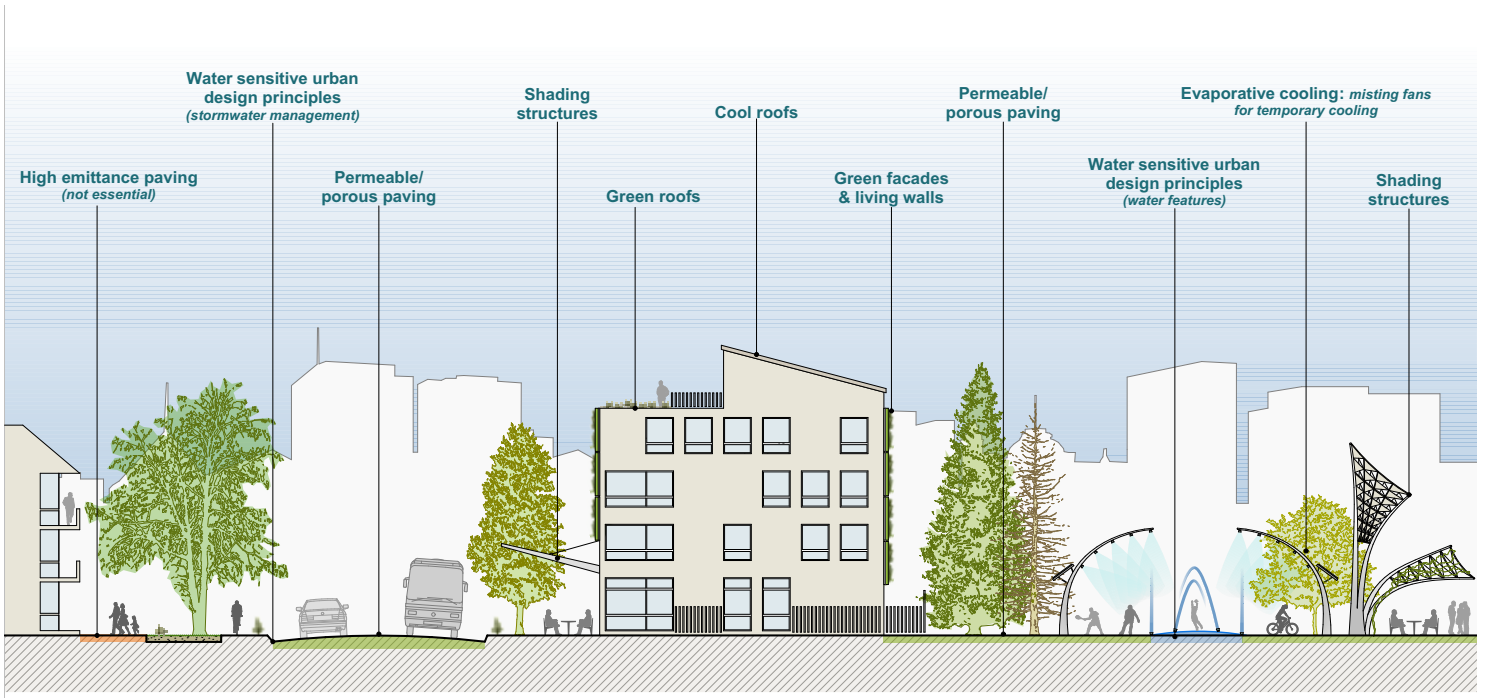 High emittance paving
(not essential)
Water sensitive urban
design principles
(stormwater management)
Permeable/
porous paving
Shading
structures
Green roofs
Cool roofs
Green facades
& living walls
Permeable/
porous paving
Water sensitive urban
design principles
(water features)
Evaporative cooling: misting fans
for temporary cooling
Shading
structures